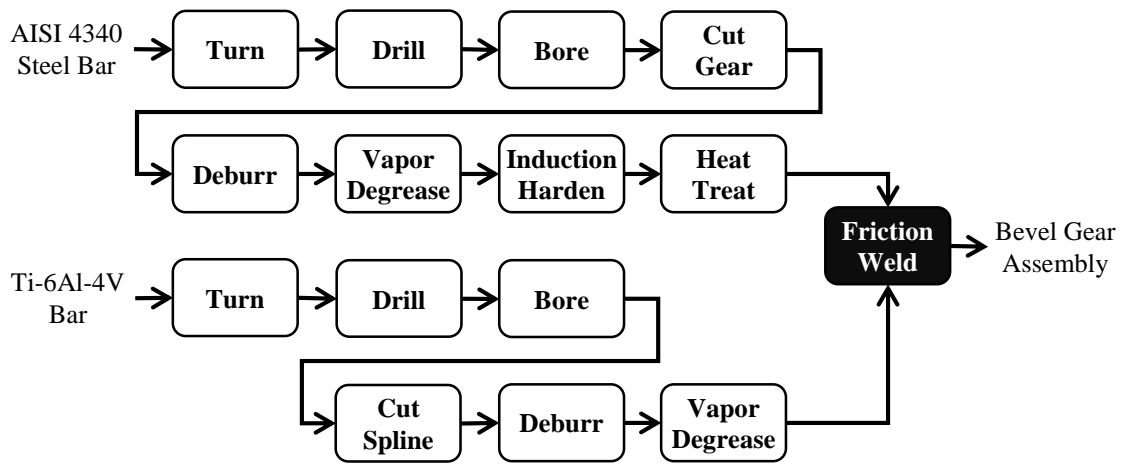 AISI 4340
Steel Bar
Turn
Drill
Bore
Cut
Gear
Deburr
Vapor
Degrease
Induction
Harden
Heat
Treat
Friction
Weld
Bevel Gear
Assembly
Ti-6Al-4V
Bar
Turn
Drill
Bore
Cut
Spline
Deburr
Vapor
Degrease